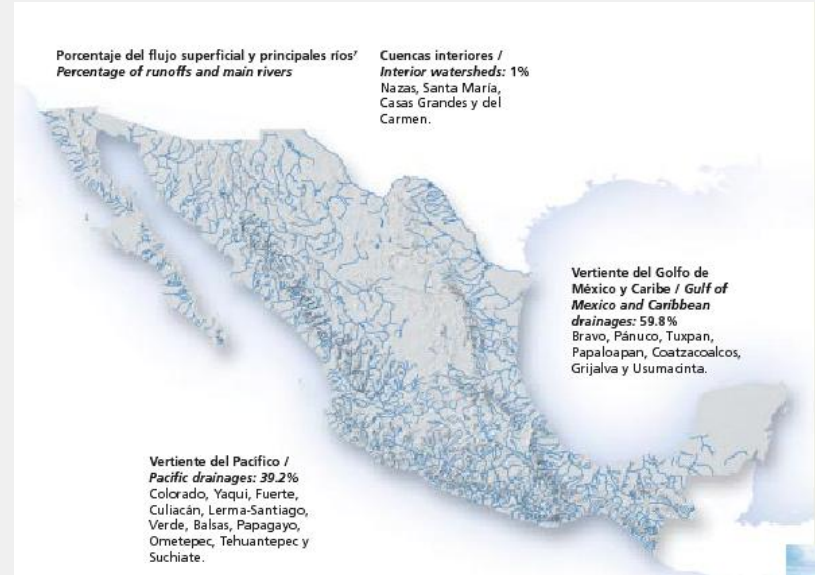 Porcentaje del flujo superficial y principales ríos⁷
Percentage of runoffs and main rivers
Cuencas interiores /
Interior watersheds: 1%
Nazas, Santa María,
Casas Grandes y del
Carmen.
Vertiente del Golfo de
México y Caribe / Gulf of
Mexico and Caribbean
drainages: 59.8%
Bravo, Pánuco, Tuxpan,
Papaloapan, Coatzacoalcos,
Grijalva y Usumacinta.
Vertiente del Pacífico /
Pacific drainages: 39.2%
Colorado, Yaqui, Fuerte,
Culiacán, Lerma-Santiago,
Verde, Balsas, Papagayo,
Ometepec, Tehuantepec y
Suchiate.